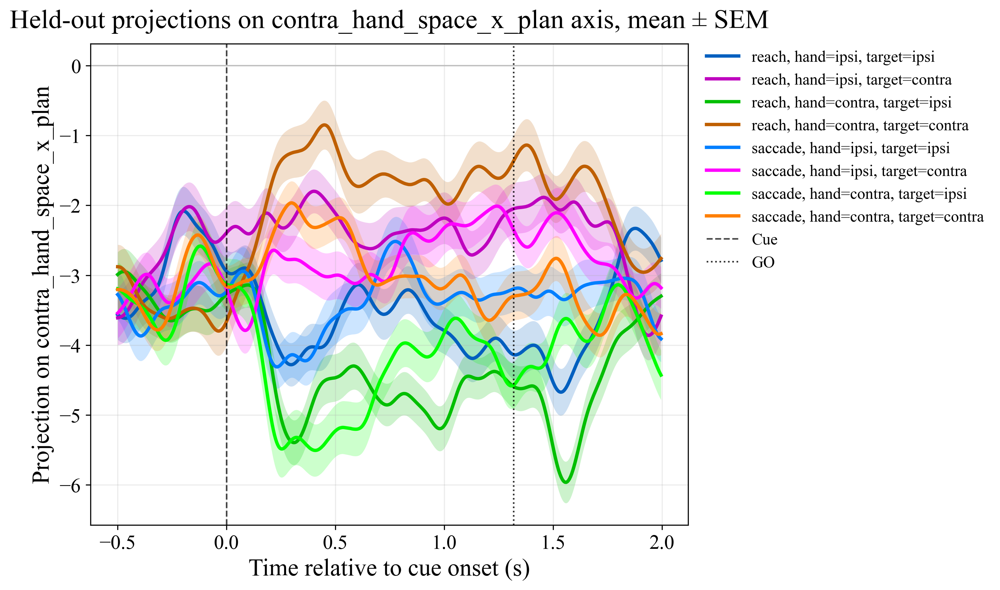 Held-out projections on contra_hand_space_x_plan axis, mean ± SEM
Projection on contra_hand_space_x_plan
0
−1
−2
−3
−4
−5
−6
−0.5
0.0
0.5
1.0
1.5
2.0
Time relative to cue onset (s)
reach, hand=ipsi, target=ipsi
reach, hand=ipsi, target=contra
reach, hand=contra, target=ipsi
reach, hand=contra, target=contra
saccade, hand=ipsi, target=ipsi
saccade, hand=ipsi, target=contra
saccade, hand=contra, target=ipsi
saccade, hand=contra, target=contra
Cue
GO